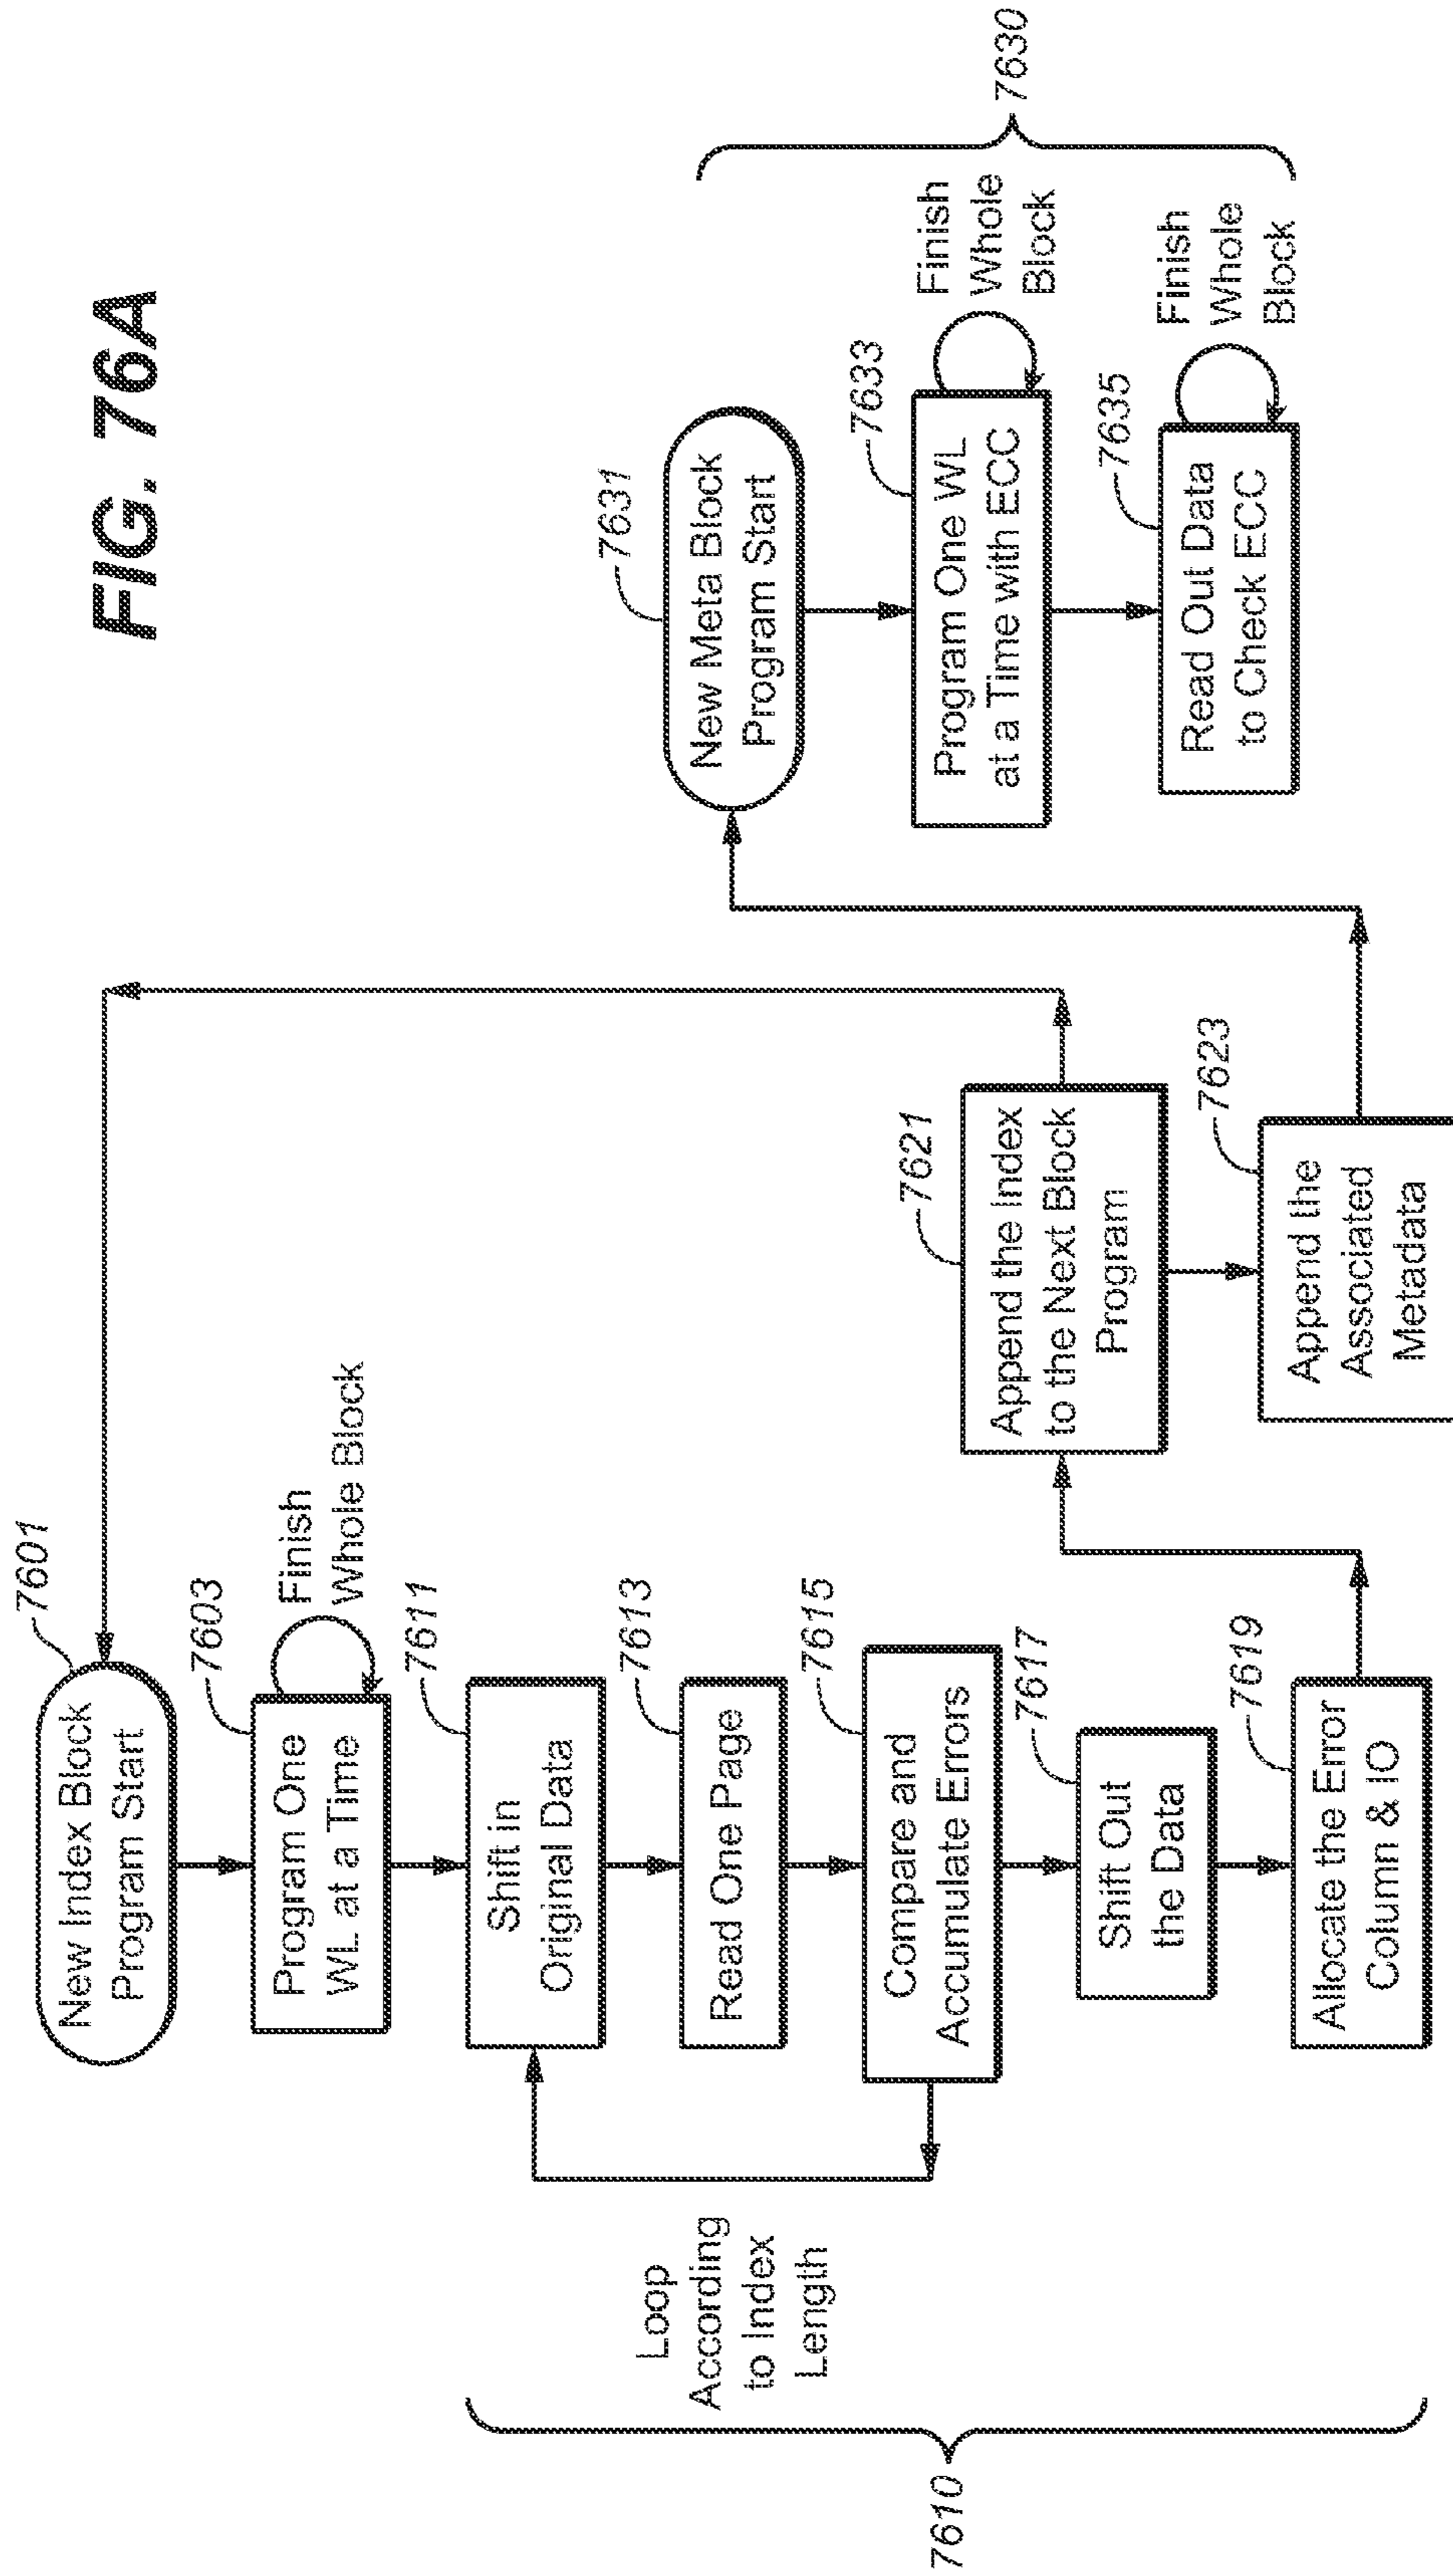 FIG. 76A
7601
New Index Block
Program Start
7603
Program One
WL at a Time
Finish
Whole Block
7611
Shift in
Original Data
7613
Read One Page
7615
Compare and
Accumulate Errors
7617
Shift Out
the Data
7619
Allocate the Error
Column & IO
Loop
According
to Index
Length
7610
7621
Append the Index
to the Next Block
Program
7623
Append the
Associated
Metadata
7631
New Meta Block
Program Start
7633
Program One WL
at a Time with ECC
Finish
Whole
Block
7635
Read Out Data
to Check ECC
Finish
Whole
Block
7630